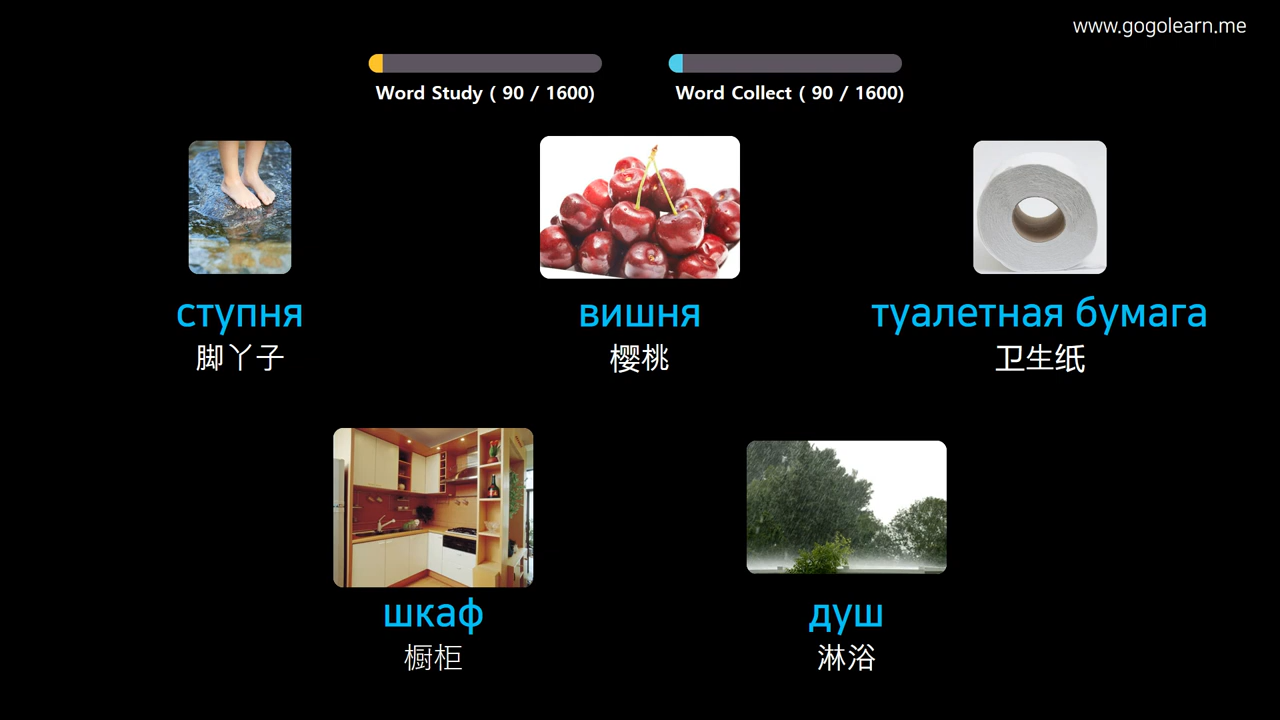 www.gogolearn.me
Word Study ( 90 / 1600)
Word Collect ( 90 / 1600)
ступня
脚丫子
вишня
樱桃
туалетная бумага
卫生纸
шкаф
橱柜
душ
淋浴